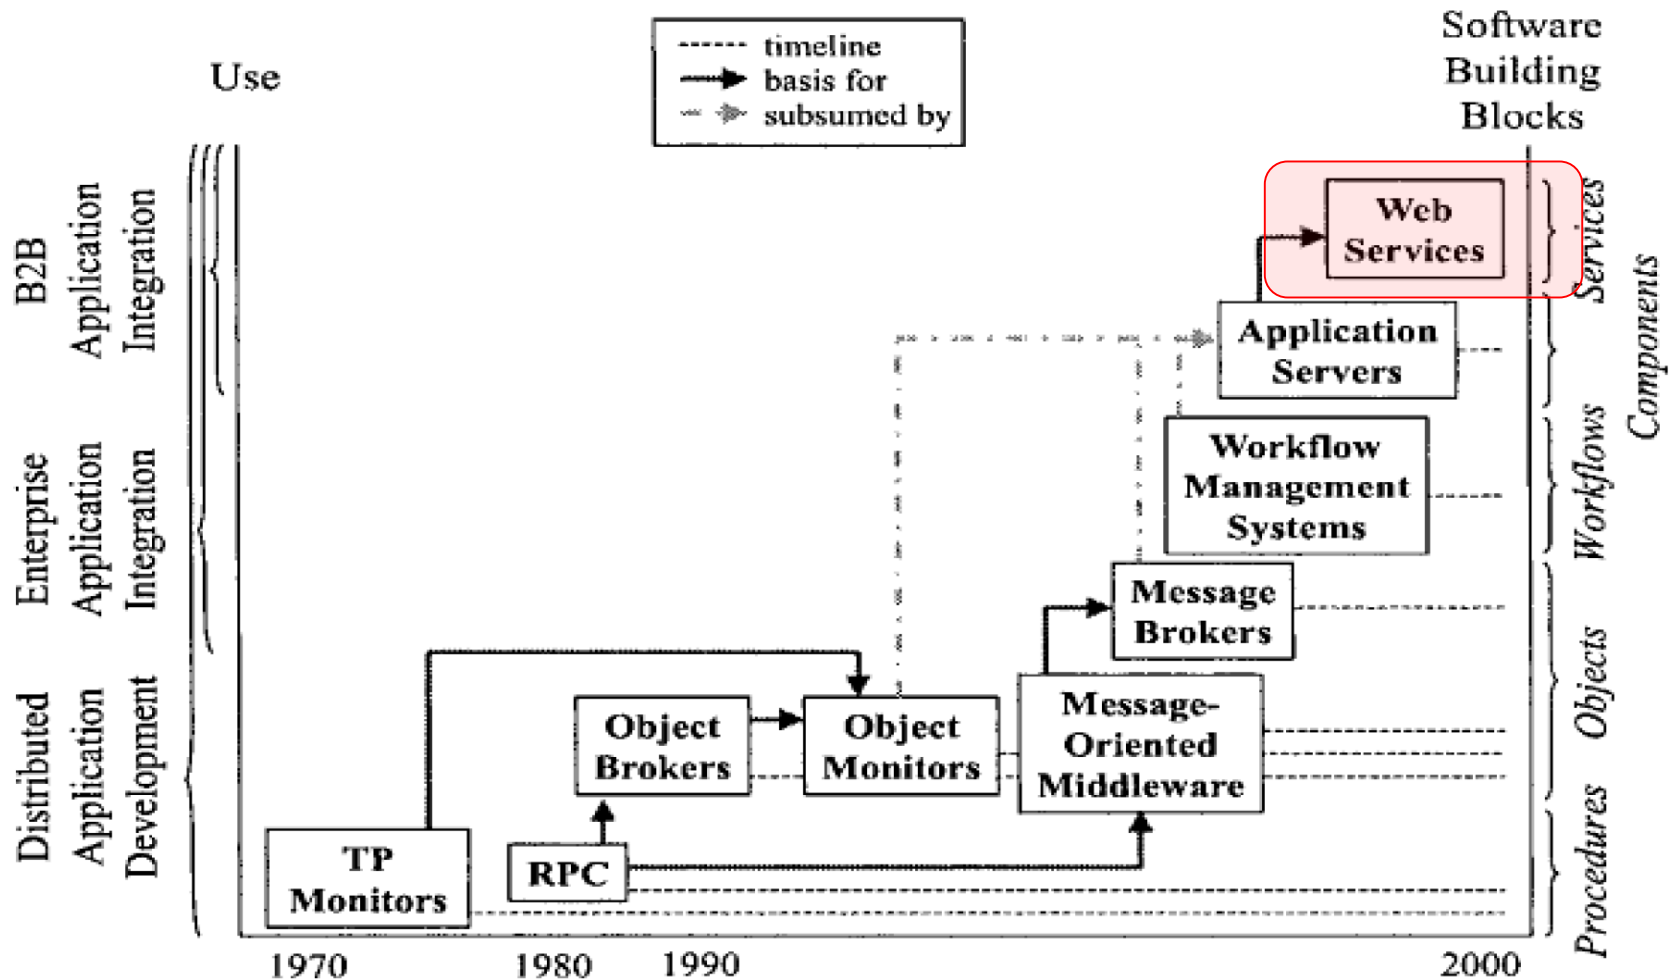 Use
timeline
basis for
subsumed by
Software
Building
Blocks
B2B
Application
Integration
Enterprise
Application
Integration
Distributed
Application
Development
Web
Services
Application
Servers
Workflow
Management
Systems
Message
Brokers
Message-
Oriented
Middleware
Object
Brokers
Object
Monitors
RPC
TP
Monitors
Services
Components
Workflows
Objects
Procedures
1970
1980
1990
2000